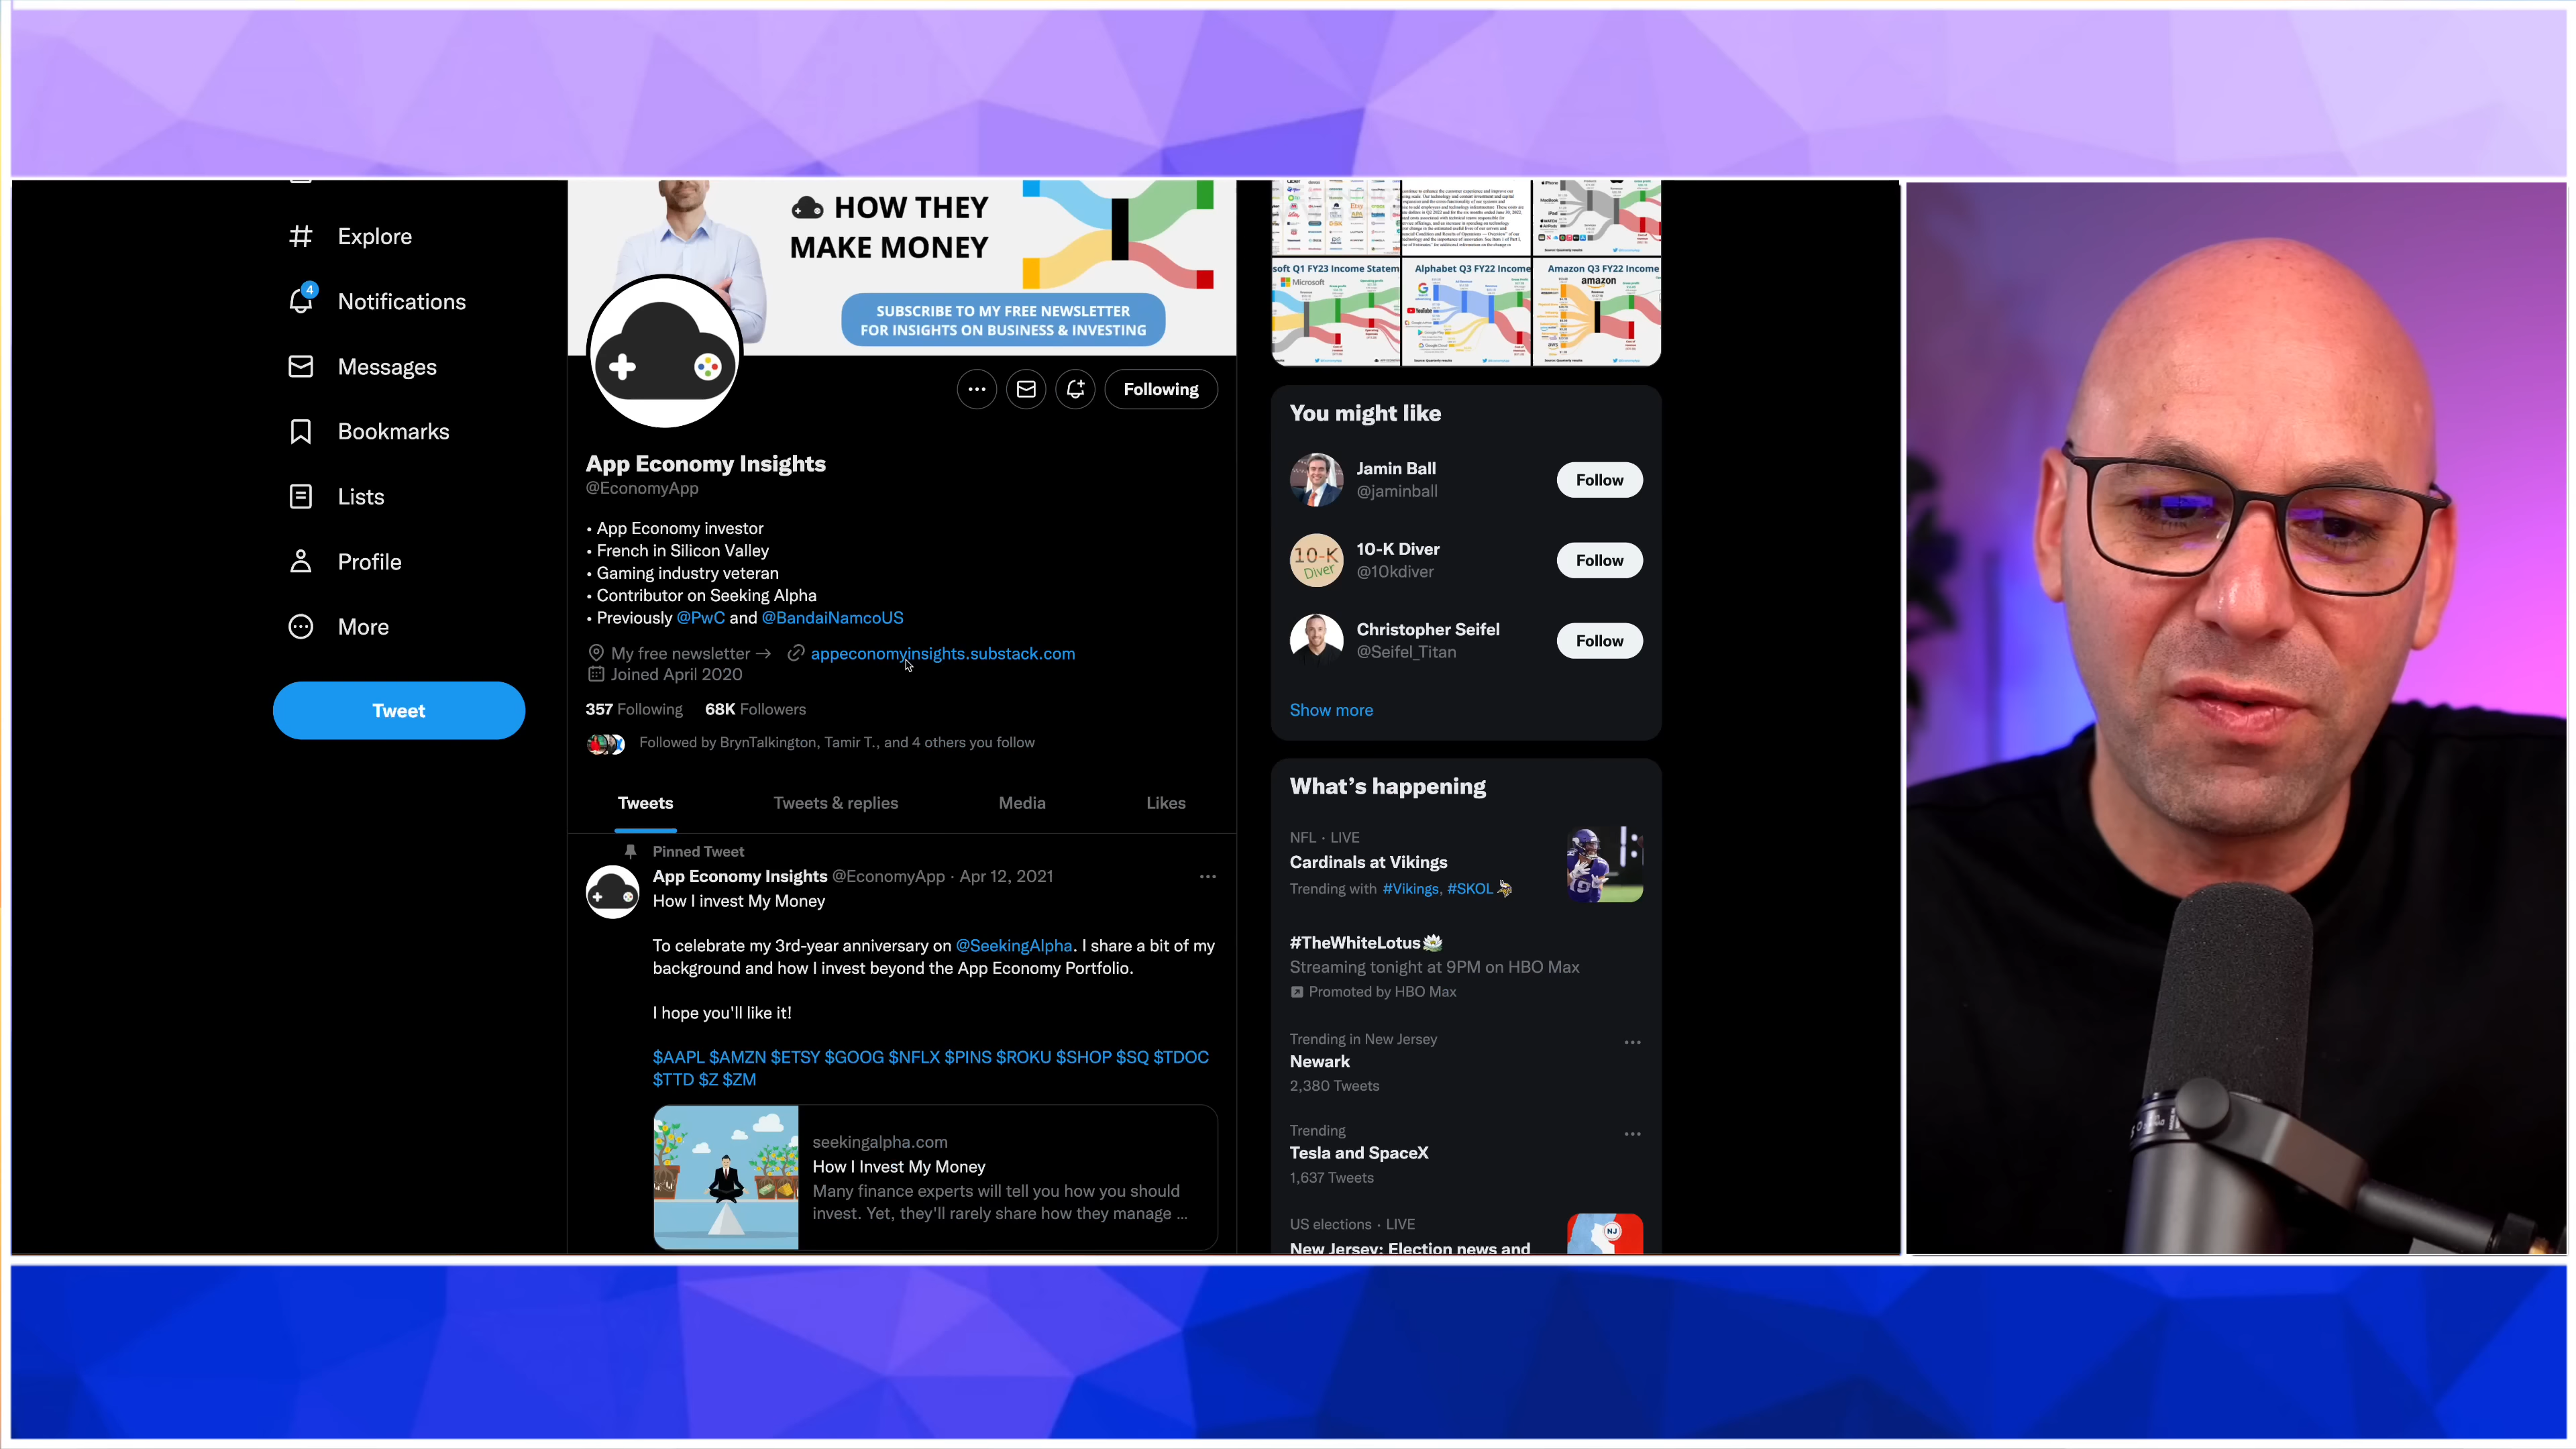 Explore
4
Notifications
Messages
Bookmarks
Lists
Profile
More
Tweet
HOW THEY
MAKE MONEY
SUBSCRIBE TO MY FREE NEWSLETTER
FOR INSIGHTS ON BUSINESS & INVESTING
Following
App Economy Insights
@EconomyApp
• App Economy investor
• French in Silicon Valley
• Gaming industry veteran
• Contributor on Seeking Alpha
• Previously @PwC and @BandaiNamcoUS
My free newsletter → appeconomyinsights.substack.com
Joined April 2020
357 Following 68K Followers
Followed by BrynTalkington, Tamir T., and 4 others you follow
Tweets Tweets & replies Media Likes
Pinned Tweet
App Economy Insights @EconomyApp · Apr 12, 2021
How I invest My Money
To celebrate my 3rd-year anniversary on @SeekingAlpha. I share a bit of my
background and how I invest beyond the App Economy Portfolio.
I hope you'll like it!
$AAPL $AMZN $ETSY $GOOG $NFLX $PINS $ROKU $SHOP $SQ $TDOC
$TTD $Z $ZM
seekingalpha.com
How I Invest My Money
Many finance experts will tell you how you should
invest. Yet, they'll rarely share how they manage ...
soft Q1 FY23 Income Statem
Microsoft
Alphabet Q3 FY22 Income
YouTube
Amazon Q3 FY22 Income
amazon
You might like
Jamin Ball
@jaminball
Follow
10-K Diver
10-K Diver
@10kdiver
Follow
Christopher Seifel
@Seifel_Titan
Follow
Show more
What's happening
NFL · LIVE
Cardinals at Vikings
Trending with #Vikings, #SKOL
#TheWhiteLotus
Streaming tonight at 9PM on HBO Max
Promoted by HBO Max
Trending in New Jersey
Newark
2,380 Tweets
Trending
Tesla and SpaceX
1,637 Tweets
US elections · LIVE
New Jersey: Election news and
NJ